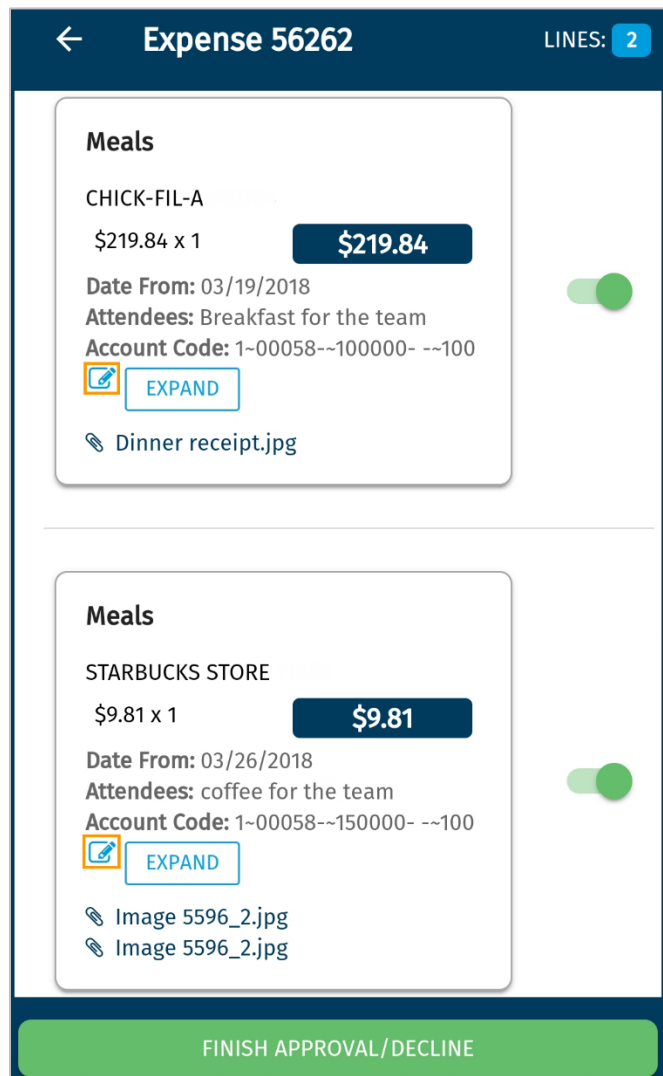 Expense 56262 LINES: 2
Meals
CHICK-FIL-A
$219.84 x 1 $219.84
Date From: 03/19/2018
Attendees: Breakfast for the team
Account Code: 1~00058-~100000- -~100
EXPAND
Dinner receipt.jpg
Meals
STARBUCKS STORE
$9.81 x 1 $9.81
Date From: 03/26/2018
Attendees: coffee for the team
Account Code: 1~00058-~150000- -~100
EXPAND
Image 5596_2.jpg
Image 5596_2.jpg
FINISH APPROVAL/DECLINE